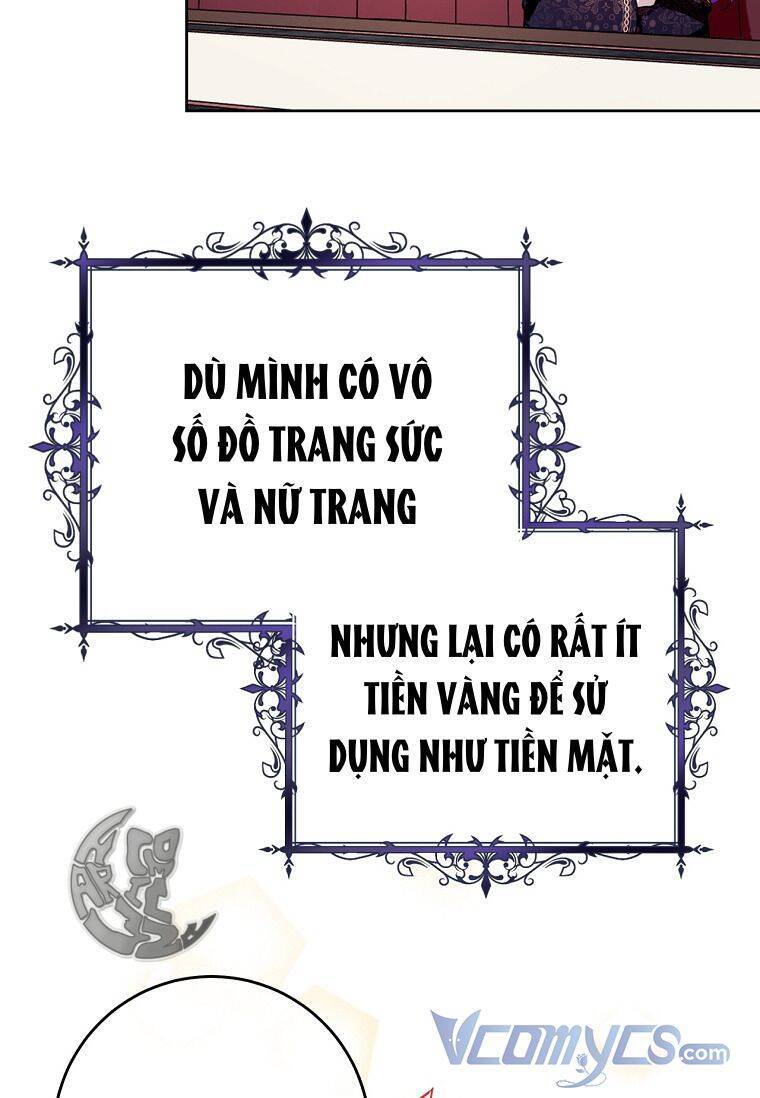 DÙ MÌNH CÓ VÔ
SỐ ĐỒ TRANG SỨC
VÀ NỮ TRANG
NHƯNG LẠI CÓ RẤT ÍT
TIỀN VÀNG ĐỂ SỬ
DỤNG NHƯ TIỀN MẶT.
VCOMYCS.com